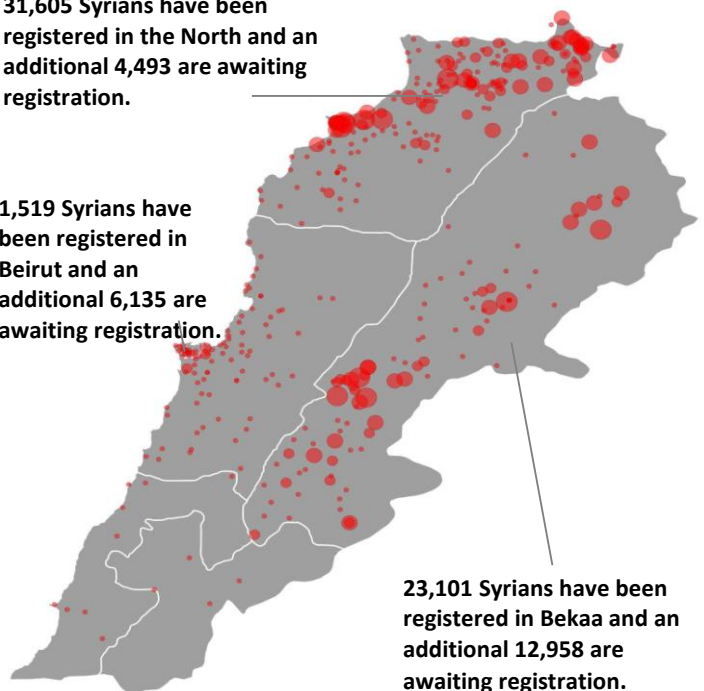 31,605 Syrians have been
registered in the North and an
additional 4,493 are awaiting
registration.
1,519 Syrians have
been registered in
Beirut and an
additional 6,135 are
awaiting registration.
23,101 Syrians have been
registered in Bekaa and an
additional 12,958 are
awaiting registration.